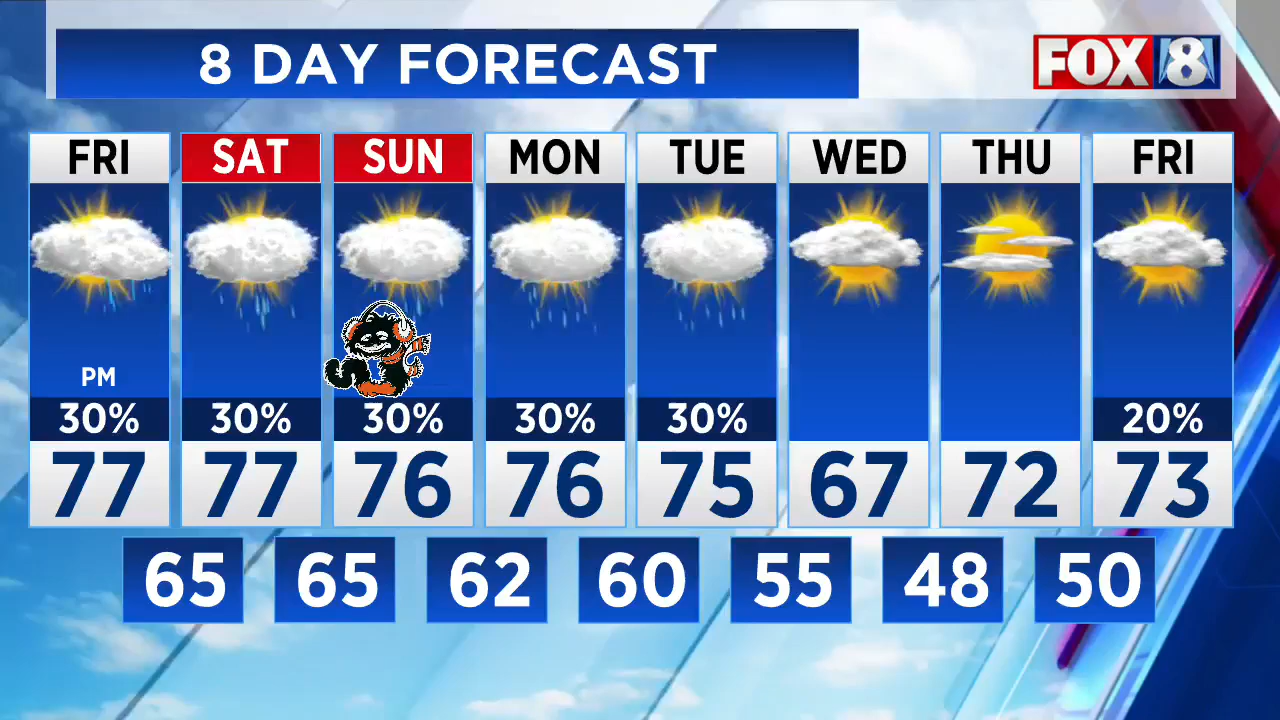 8 DAY FORECAST
FOX 8
FRI SAT SUN MON TUE WED THU FRI
PM
30% 30% 30% 30% 30% 20%
77 77 76 76 75 67 72 73
65 65 62 60 55 48 50